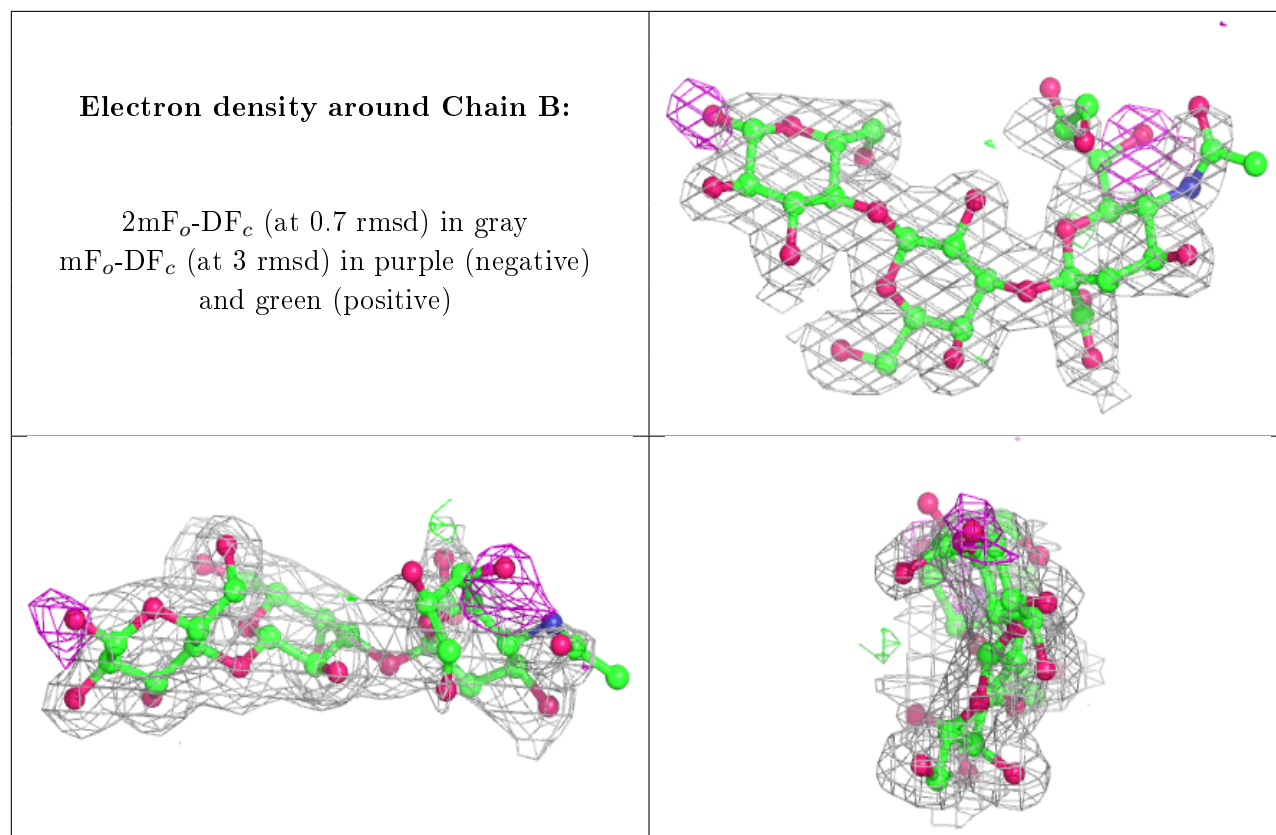 Electron density around Chain B:
2mFₒ-DF𝒸 (at 0.7 rmsd) in gray
mFₒ-DF𝒸 (at 3 rmsd) in purple (negative)
and green (positive)